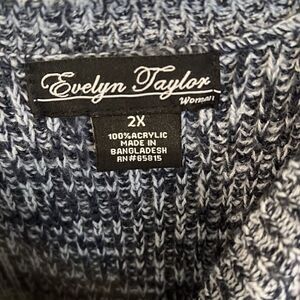 Evelyn Taylor
Woman
2X
100% ACRYLIC
MADE IN
BANGLADESH
RN#65815